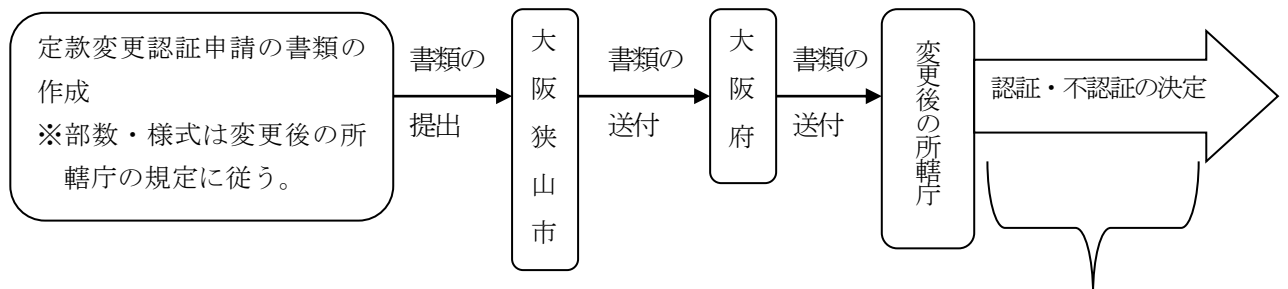 定款変更認証申請の書類の
作成
※部数・様式は変更後の所
轄庁の規定に従う。
書類の
提出
大阪狭山市
書類の
送付
大阪府
書類の
送付
変更後の所轄庁
認証・不認証の決定